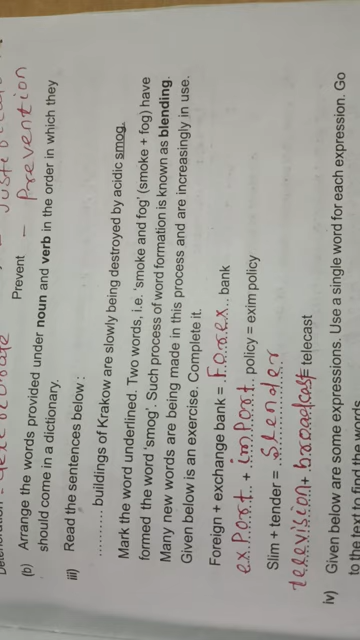 Prevent – Prevention
(b) Arrange the words provided under noun and verb in the order in which they
should come in a dictionary.
iii) Read the sentences below :
........... buildings of Krakow are slowly being destroyed by acidic smog.
Mark the word underlined. Two words, i.e. 'smoke and fog' (smoke + fog) have
formed the word 'smog'. Such process of word formation is known as blending.
Many new words are being made in this process and are increasingly in use.
Given below is an exercise. Complete it.
Foreign + exchange bank = Forex bank
export + import policy = exim policy
Slim + tender = Slender
television + broadcast = telecast
iv) Given below are some expressions. Use a single word for each expression. Go
to the text to find the words